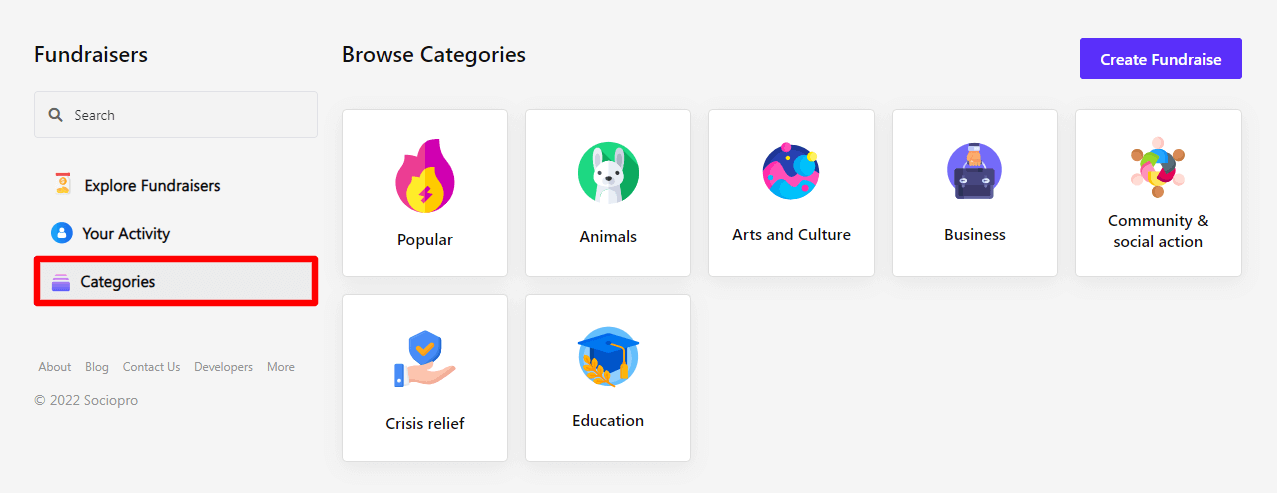 Fundraisers
Search
Explore Fundraisers
Your Activity
Categories
About Blog Contact Us Developers More
© 2022 Sociopro
Browse Categories
Create Fundraise
Popular
Animals
Arts and Culture
Business
Community &
social action
Crisis relief
Education